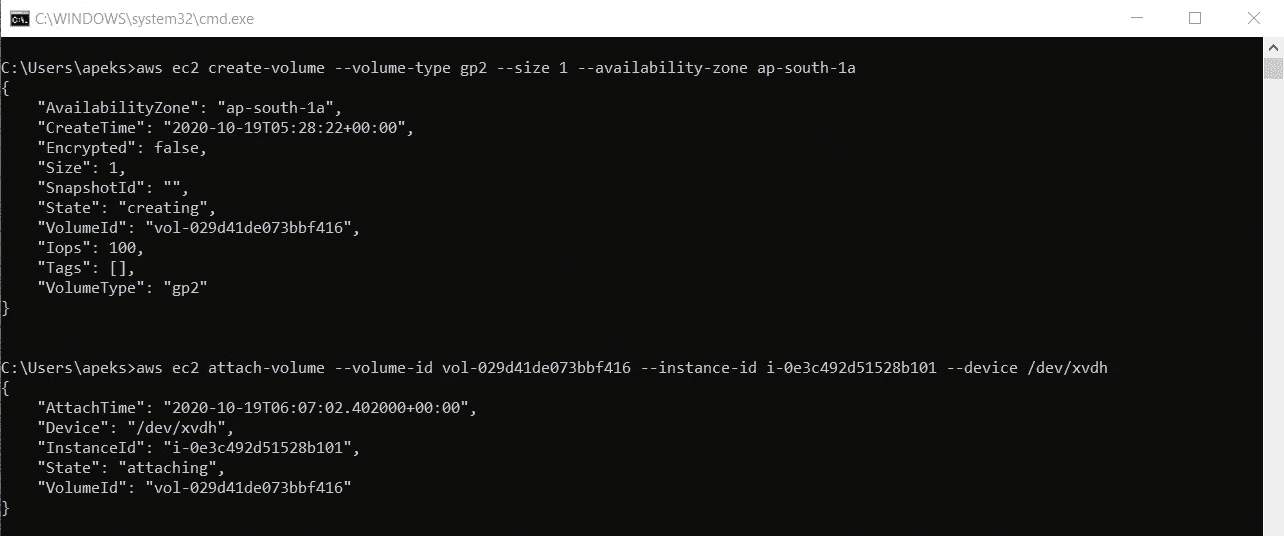 C:\WINDOWS\system32\cmd.exe
C:\Users\apeks>aws ec2 create-volume --volume-type gp2 --size 1 --availability-zone ap-south-1a
{
    "AvailabilityZone": "ap-south-1a",
    "CreateTime": "2020-10-19T05:28:22+00:00",
    "Encrypted": false,
    "Size": 1,
    "SnapshotId": "",
    "State": "creating",
    "VolumeId": "vol-029d41de073bbf416",
    "Iops": 100,
    "Tags": [],
    "VolumeType": "gp2"
}
C:\Users\apeks>aws ec2 attach-volume --volume-id vol-029d41de073bbf416 --instance-id i-0e3c492d51528b101 --device /dev/xvdh
{
    "AttachTime": "2020-10-19T06:07:02.402000+00:00",
    "Device": "/dev/xvdh",
    "InstanceId": "i-0e3c492d51528b101",
    "State": "attaching",
    "VolumeId": "vol-029d41de073bbf416"
}